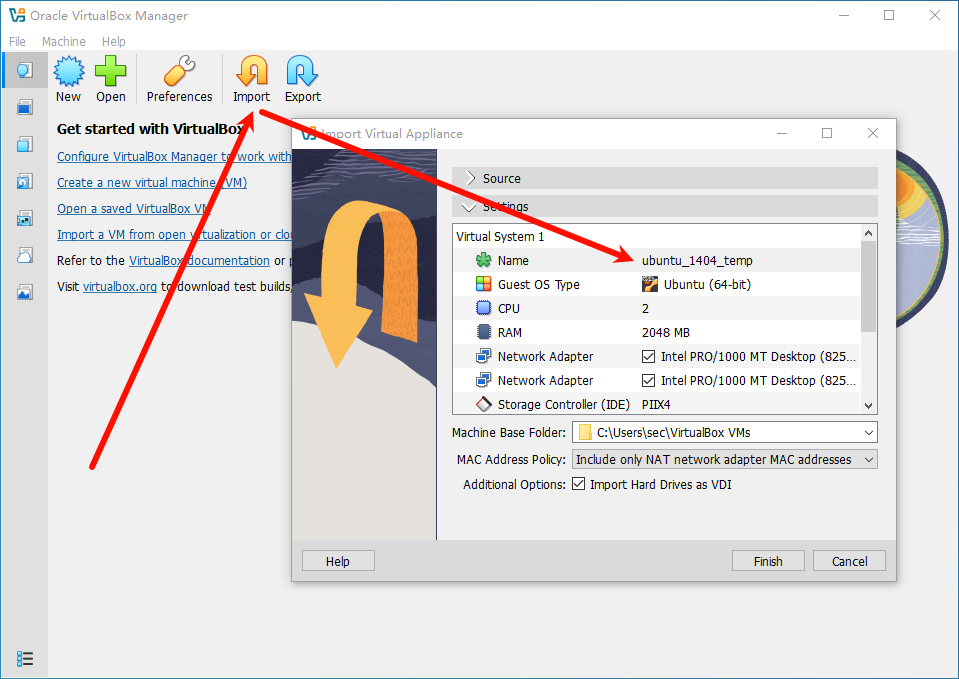 Oracle VirtualBox Manager
File Machine Help
New Open Preferences Import Export
Get started with VirtualBox
Configure VirtualBox Manager to work with
Create a new virtual machine (VM)
Open a saved VirtualBox VM
Import a VM from open virtualization or
Refer to the VirtualBox documentation or
Visit virtualbox.org to download test builds,
Import Virtual Appliance
Source
Settings
Virtual System 1
Name ubuntu_1404_temp
Guest OS Type Ubuntu (64-bit)
CPU 2
RAM 2048 MB
Network Adapter Intel PRO/1000 MT Desktop (825...
Network Adapter Intel PRO/1000 MT Desktop (825...
Storage Controller (IDE) PIIX4
Machine Base Folder: C:\Users\sec\VirtualBox VMs
MAC Address Policy: Include only NAT network adapter MAC addresses
Additional Options: Import Hard Drives as VDI
Help Finish Cancel